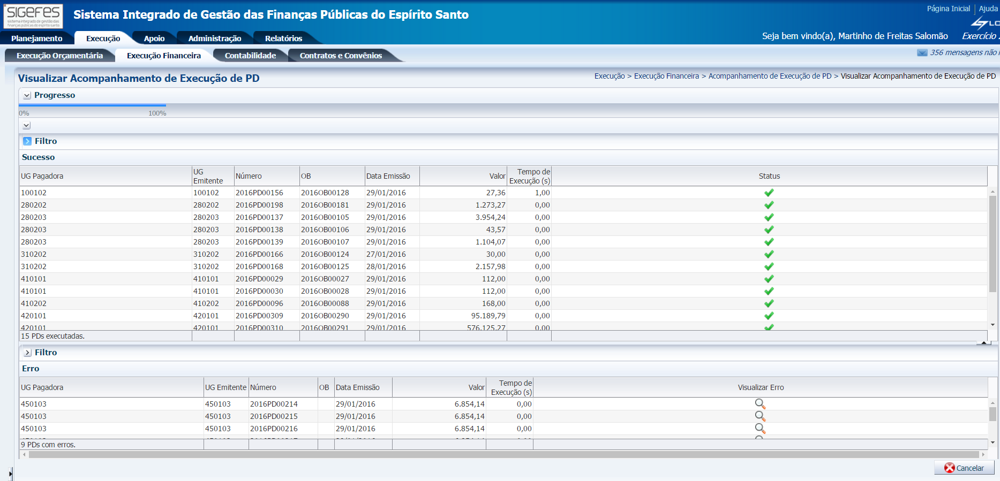 SIGEFES
sistema integrado de gestão das
finanças públicas do espírito santo
Sistema Integrado de Gestão das Finanças Públicas do Espírito Santo
Página Inicial | Ajuda
LO
Planejamento Execução Apoio Administração Relatórios
Seja bem vindo(a), Martinho de Freitas Salomão Exercício
Execução Orçamentária Execução Financeira Contabilidade Contratos e Convênios
356 mensagens não
Visualizar Acompanhamento de Execução de PD
Execução > Execução Financeira > Acompanhamento de Execução de PD > Visualizar Acompanhamento de Execução de PD
Progresso
0% 100%
Filtro
Sucesso
UG Pagadora UG Emitente Número OB Data Emissão Valor Tempo de Execução (s) Status
100102 100102 2016PD00156 2016OB00128 29/01/2016 27,36 1,00
280202 280202 2016PD00198 2016OB00181 29/01/2016 1.273,27 0,00
280203 280203 2016PD00137 2016OB00105 29/01/2016 3.954,24 0,00
280203 280203 2016PD00138 2016OB00106 29/01/2016 43,57 0,00
280203 280203 2016PD00139 2016OB00107 29/01/2016 1.104,07 0,00
310202 310202 2016PD00166 2016OB00124 27/01/2016 30,00 0,00
310202 310202 2016PD00168 2016OB00125 28/01/2016 2.157,98 0,00
410101 410101 2016PD00029 2016OB00027 29/01/2016 112,00 0,00
410101 410101 2016PD00030 2016OB00028 29/01/2016 112,00 0,00
410202 410202 2016PD00096 2016OB00088 29/01/2016 168,00 0,00
420101 420101 2016PD00309 2016OB00290 29/01/2016 95.189,79 0,00
420101 420101 2016PD00310 2016OB00291 29/01/2016 576.125,27 0,00
15 PDs executadas.
Filtro
Erro
UG Pagadora UG Emitente Número OB Data Emissão Valor Tempo de Execução (s) Visualizar Erro
450103 450103 2016PD00214 29/01/2016 6.854,14 0,00
450103 450103 2016PD00215 29/01/2016 6.854,14 0,00
450103 450103 2016PD00216 29/01/2016 6.854,14 0,00
9 PDs com erros.
Cancelar